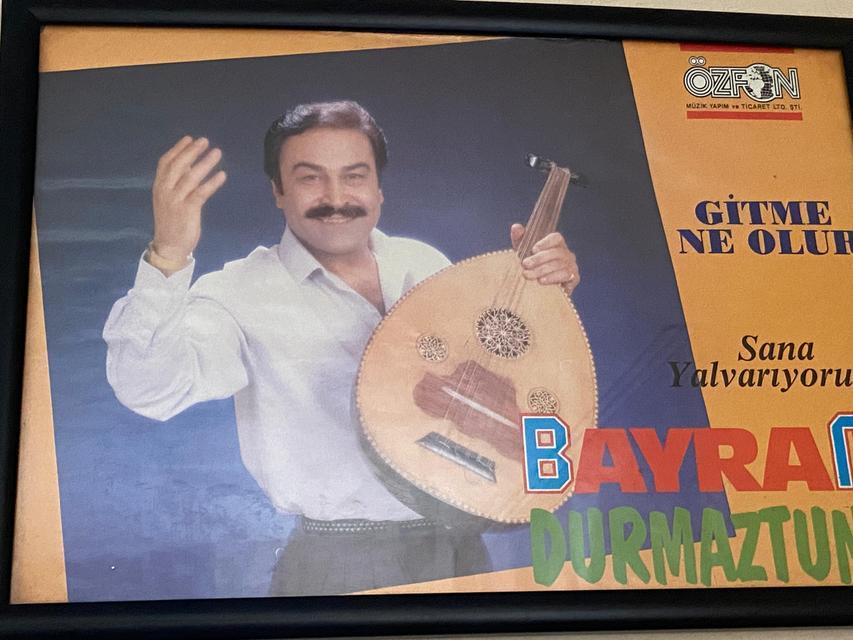 ÖZFON
MÜZİK YAPIM ve TİCARET LTD. ŞTİ.
GİTME
NE OLUR
Sana
Yalvarıyoru
BAYRA
DURMAZTUN